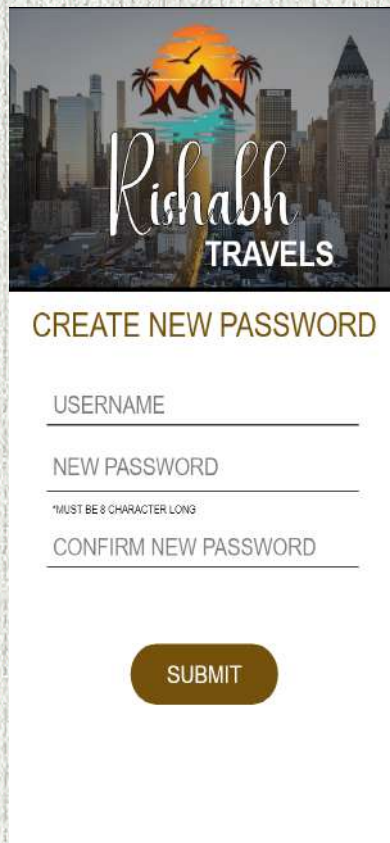 Rishabh
TRAVELS
CREATE NEW PASSWORD
USERNAME
NEW PASSWORD
*MUST BE 8 CHARACTER LONG
CONFIRM NEW PASSWORD
SUBMIT